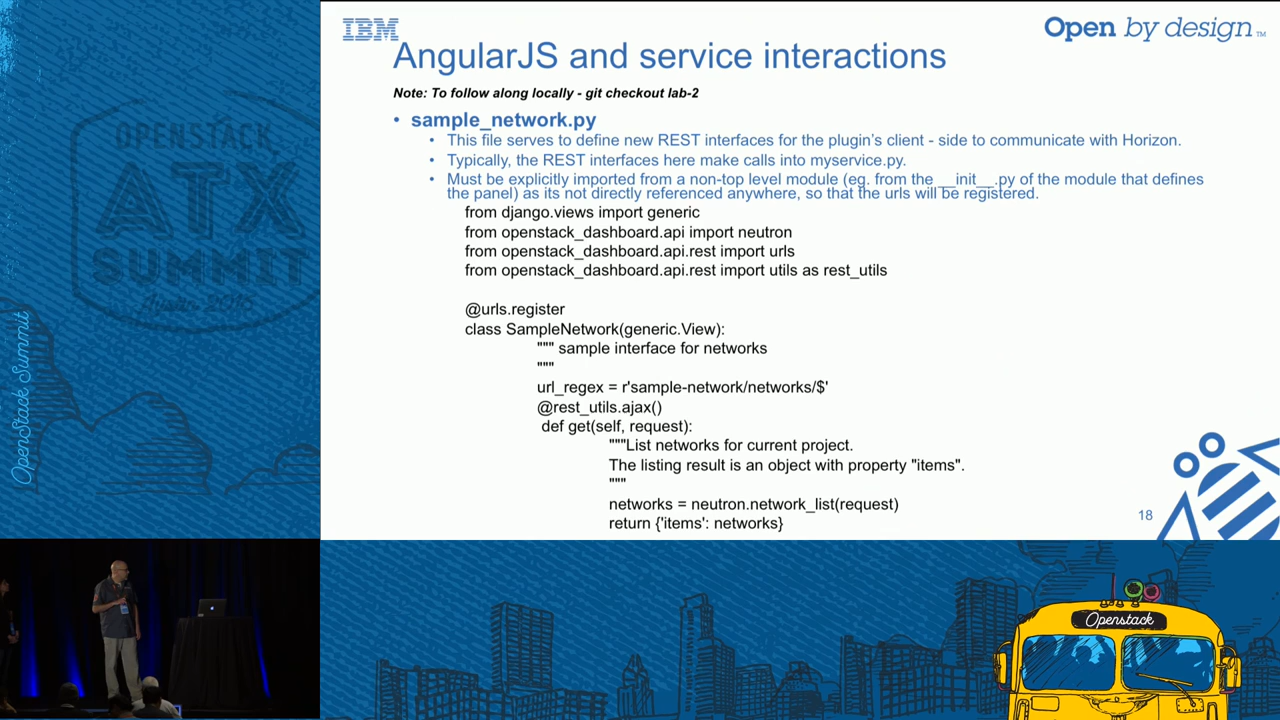 IBM
Open by design™
AngularJS and service interactions
Note: To follow along locally - git checkout lab-2
• sample_network.py
• This file serves to define new REST interfaces for the plugin's client - side to communicate with Horizon.
• Typically, the REST interfaces here make calls into myservice.py.
• Must be explicitly imported from a non-top level module (eg. from the __init__.py of the module that defines
the panel) as its not directly referenced anywhere, so that the urls will be registered.
from django.views import generic
from openstack_dashboard.api import neutron
from openstack_dashboard.api.rest import urls
from openstack_dashboard.api.rest import utils as rest_utils
@urls.register
class SampleNetwork(generic.View):
""" sample interface for networks
"""
url_regex = r'sample-network/networks/$'
@rest_utils.ajax()
def get(self, request):
"""List networks for current project.
The listing result is an object with property "items".
"""
networks = neutron.network_list(request)
return {'items': networks}
18
OPENSTACK
ATX
SUMMIT
Austin 2016
OpenStack Summit
Openstack